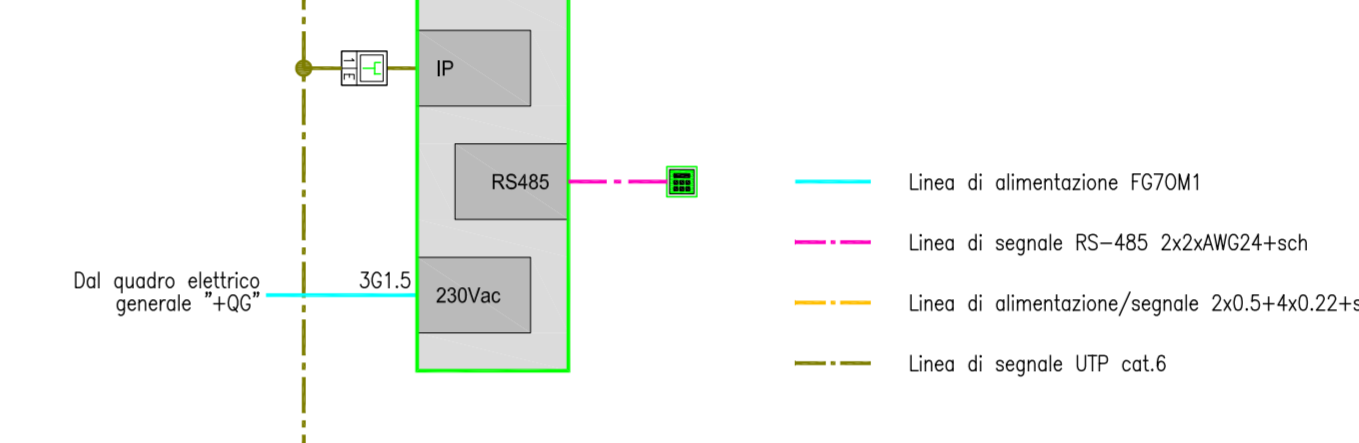 1 E
IP
RS485
Dal quadro elettrico
generale "+QG"
3G1.5
230Vac
Linea di alimentazione FG7OM1
Linea di segnale RS-485 2x2xAWG24+sch
Linea di alimentazione/segnale 2x0.5+4x0.22+s
Linea di segnale UTP cat.6